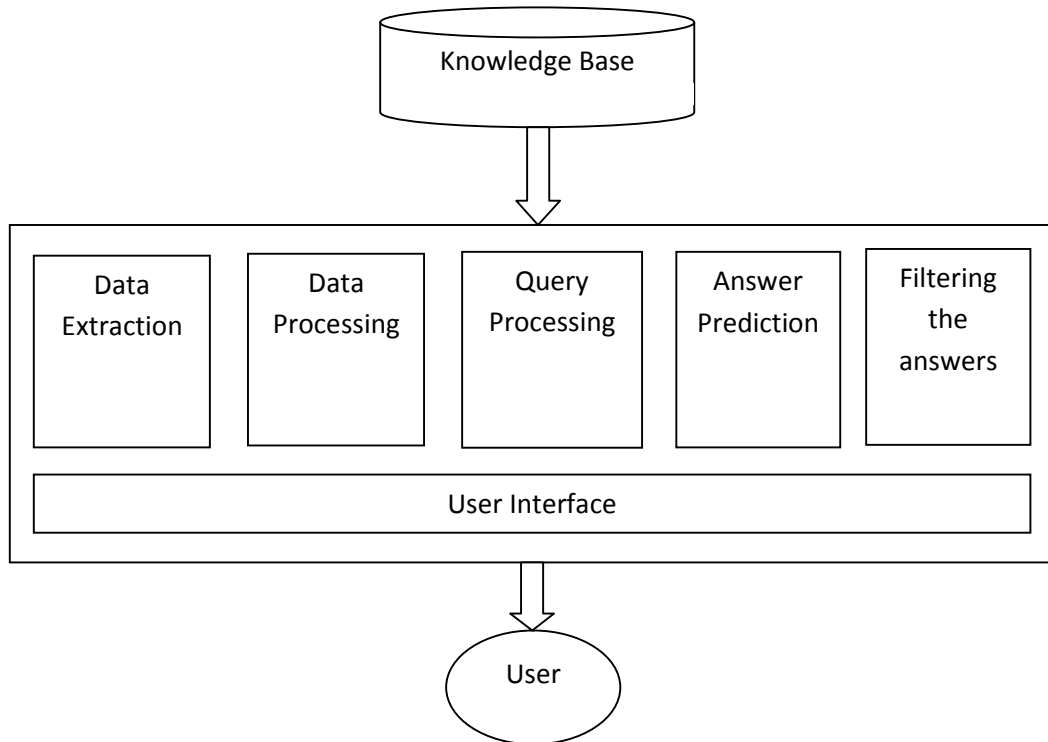 Knowledge Base
Data
Extraction
Data
Processing
Query
Processing
Answer
Prediction
Filtering
the
answers
User Interface
User